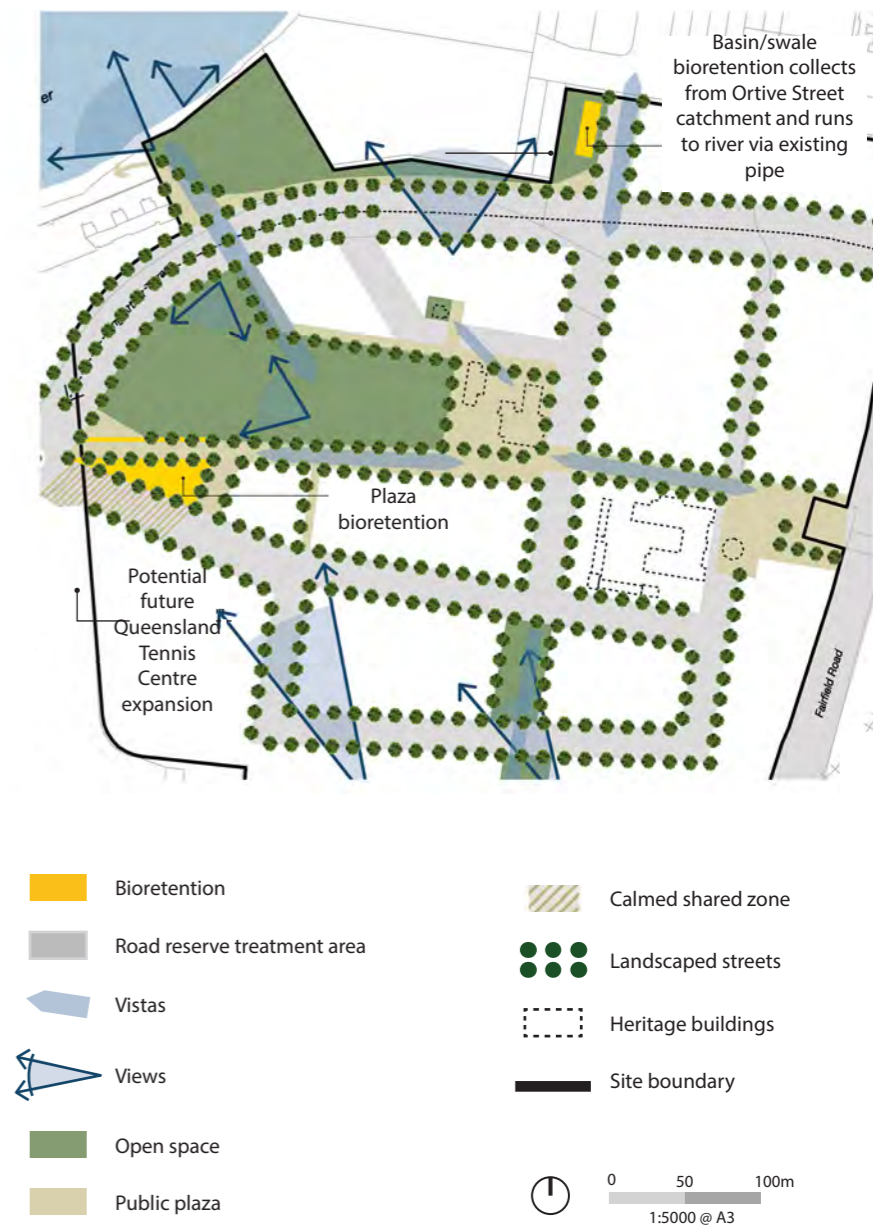 er
Basin/swale
bioretention collects
from Ortive Street
catchment and runs
to river via existing
pipe
Plaza
bioretention
Potential
future
Queensland
Tennis
Centre
expansion
Fairfield Road
Bioretention
Road reserve treatment area
Vistas
Views
Open space
Public plaza
Calmed shared zone
Landscaped streets
Heritage buildings
Site boundary
0 50 100m
1:5000 @ A3